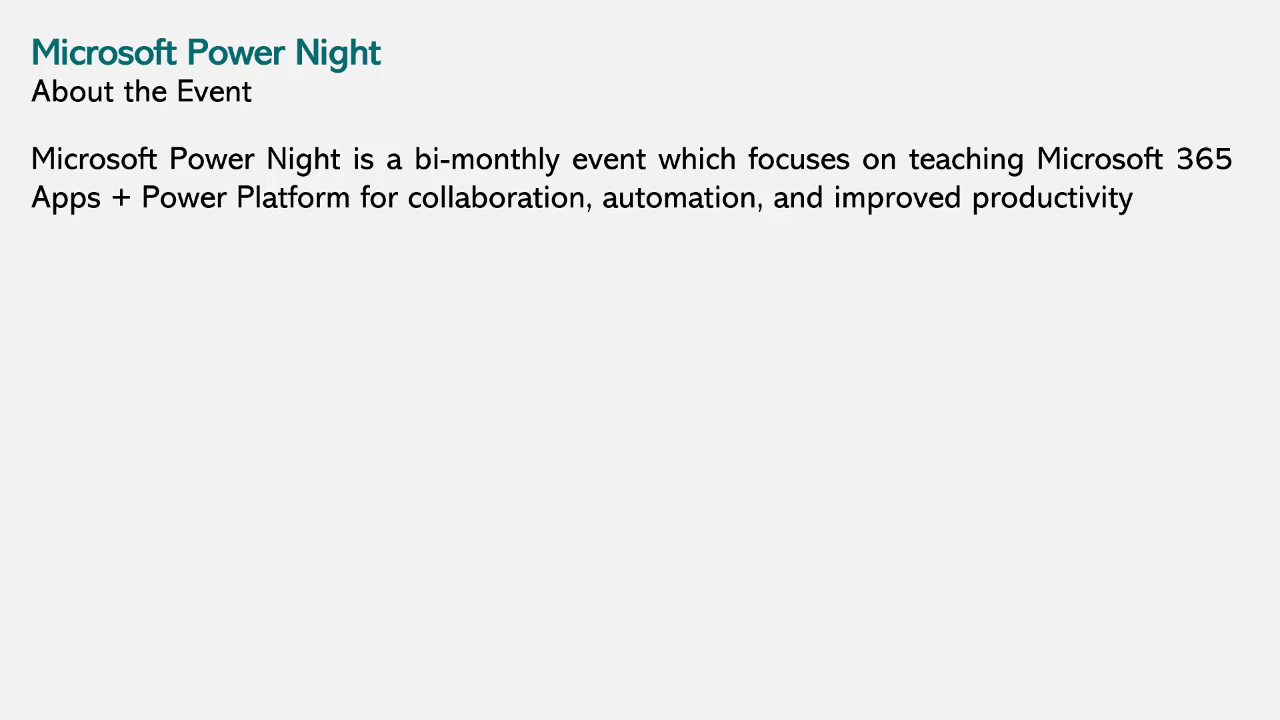 Microsoft Power Night
About the Event
Microsoft Power Night is a bi-monthly event which focuses on teaching Microsoft 365
Apps + Power Platform for collaboration, automation, and improved productivity